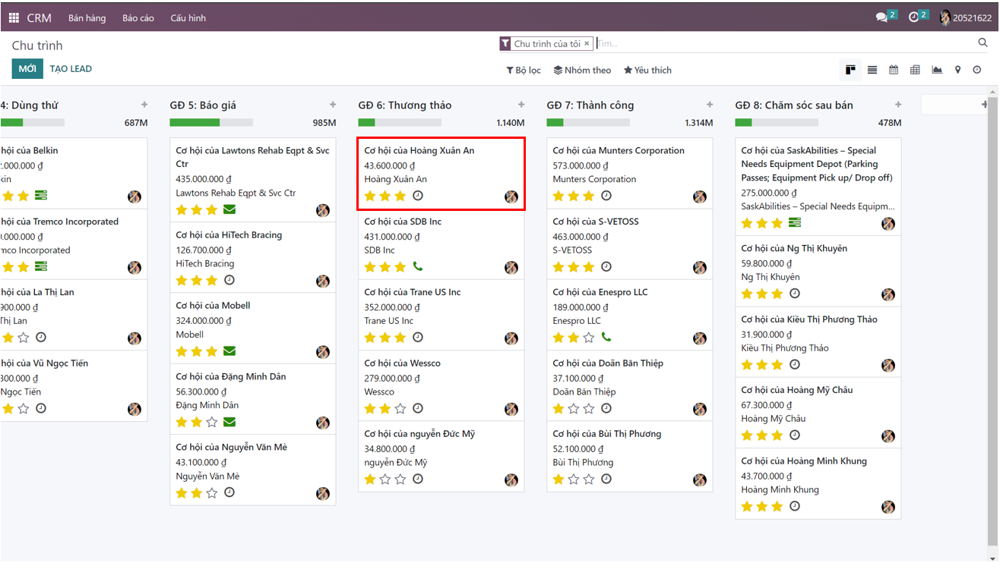 CRM Bán hàng Báo cáo Cấu hình 2 2 20521622
Chu trình
Chu trình của tôi × Tìm...
MỚI TẠO LEAD
Bộ lọc Nhóm theo Yêu thích
4: Dùng thử +
687M
hội của Belkin
.000.000 ₫
kin
hội của Tremco Incorporated
.000.000 ₫
mco Incorporated
hội của La Thị Lan
900.000 ₫
Thị Lan
hội của Vũ Ngọc Tiến
300.000 ₫
Ngọc Tiến
GĐ 5: Báo giá +
985M
Cơ hội của Lawtons Rehab Eqpt & Svc
Ctr
435.000.000 ₫
Lawtons Rehab Eqpt & Svc Ctr
Cơ hội của HiTech Bracing
126.700.000 ₫
HiTech Bracing
Cơ hội của Mobell
324.000.000 ₫
Mobell
Cơ hội của Đặng Minh Dân
56.300.000 ₫
Đặng Minh Dân
Cơ hội của Nguyễn Văn Mè
43.100.000 ₫
Nguyễn Văn Mè
GĐ 6: Thương thảo +
1.140M
Cơ hội của Hoàng Xuân An
43.600.000 ₫
Hoàng Xuân An
Cơ hội của SDB Inc
431.000.000 ₫
SDB Inc
Cơ hội của Trane US Inc
352.000.000 ₫
Trane US Inc
Cơ hội của Wessco
279.000.000 ₫
Wessco
Cơ hội của nguyễn Đức Mỹ
34.800.000 ₫
nguyễn Đức Mỹ
GĐ 7: Thành công +
1.314M
Cơ hội của Munters Corporation
573.000.000 ₫
Munters Corporation
Cơ hội của S-VETOSS
463.000.000 ₫
S-VETOSS
Cơ hội của Enespro LLC
189.000.000 ₫
Enespro LLC
Cơ hội của Doãn Băn Thiệp
37.100.000 ₫
Doãn Băn Thiệp
Cơ hội của Bùi Thị Phương
52.100.000 ₫
Bùi Thị Phương
GĐ 8: Chăm sóc sau bán +
478M
Cơ hội của SaskAbilities – Special
Needs Equipment Depot (Parking
Passes; Equipment Pick up/ Drop off)
275.000.000 ₫
SaskAbilities – Special Needs Equipm...
Cơ hội của Ng Thị Khuyên
59.800.000 ₫
Ng Thị Khuyên
Cơ hội của Kiều Thị Phương Thảo
31.900.000 ₫
Kiều Thị Phương Thảo
Cơ hội của Hoàng Mỹ Châu
67.300.000 ₫
Hoàng Mỹ Châu
Cơ hội của Hoàng Minh Khung
43.700.000 ₫
Hoàng Minh Khung
+